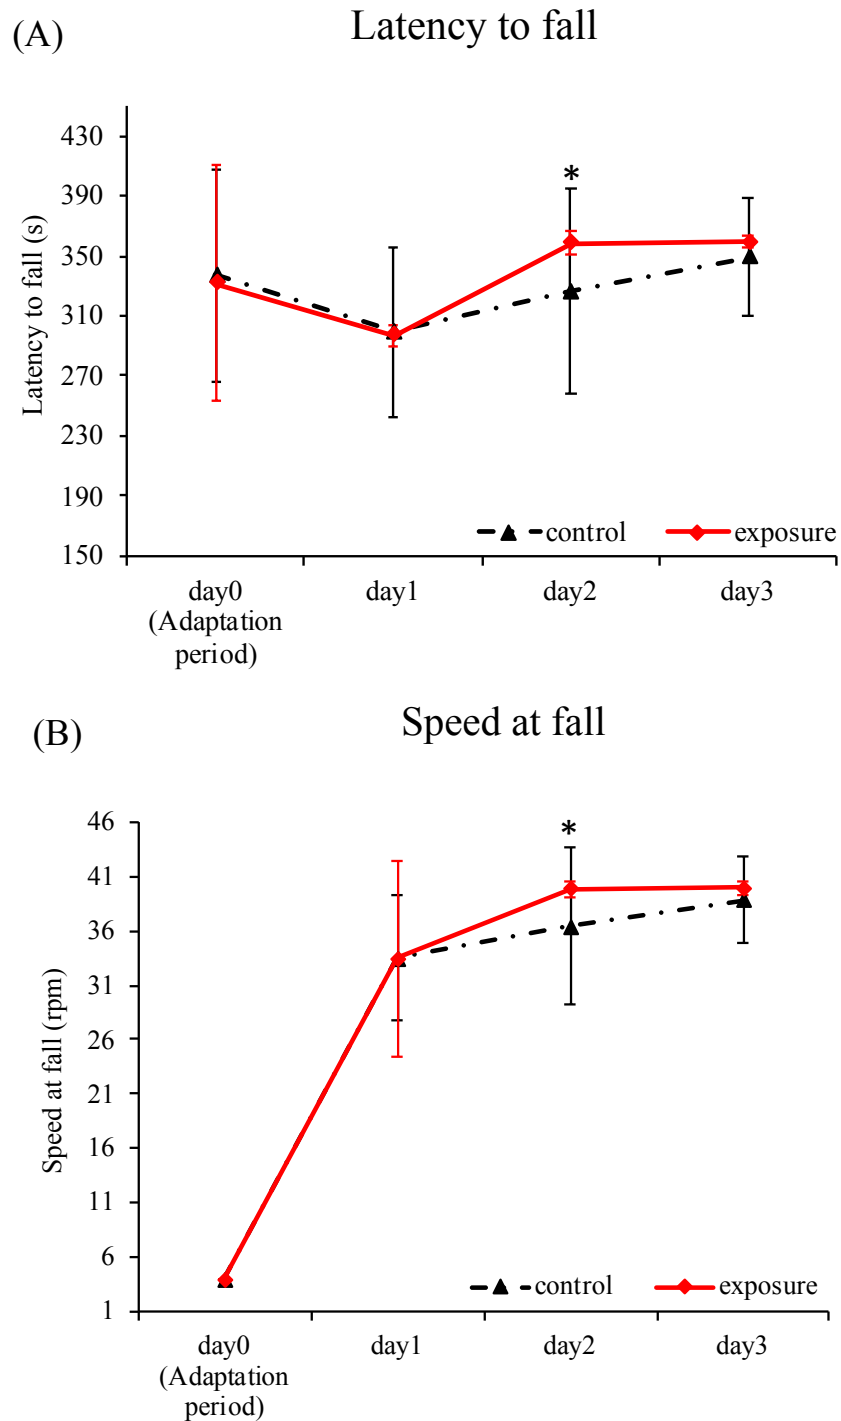 (A)
Latency to fall
Latency to fall (s)
430
390
350
310
270
230
190
150
*
control
exposure
day0
(Adaptation
period)
day1
day2
day3
(B)
Speed at fall
Speed at fall (rpm)
46
41
36
31
26
21
16
11
6
1
*
control
exposure
day0
(Adaptation
period)
day1
day2
day3